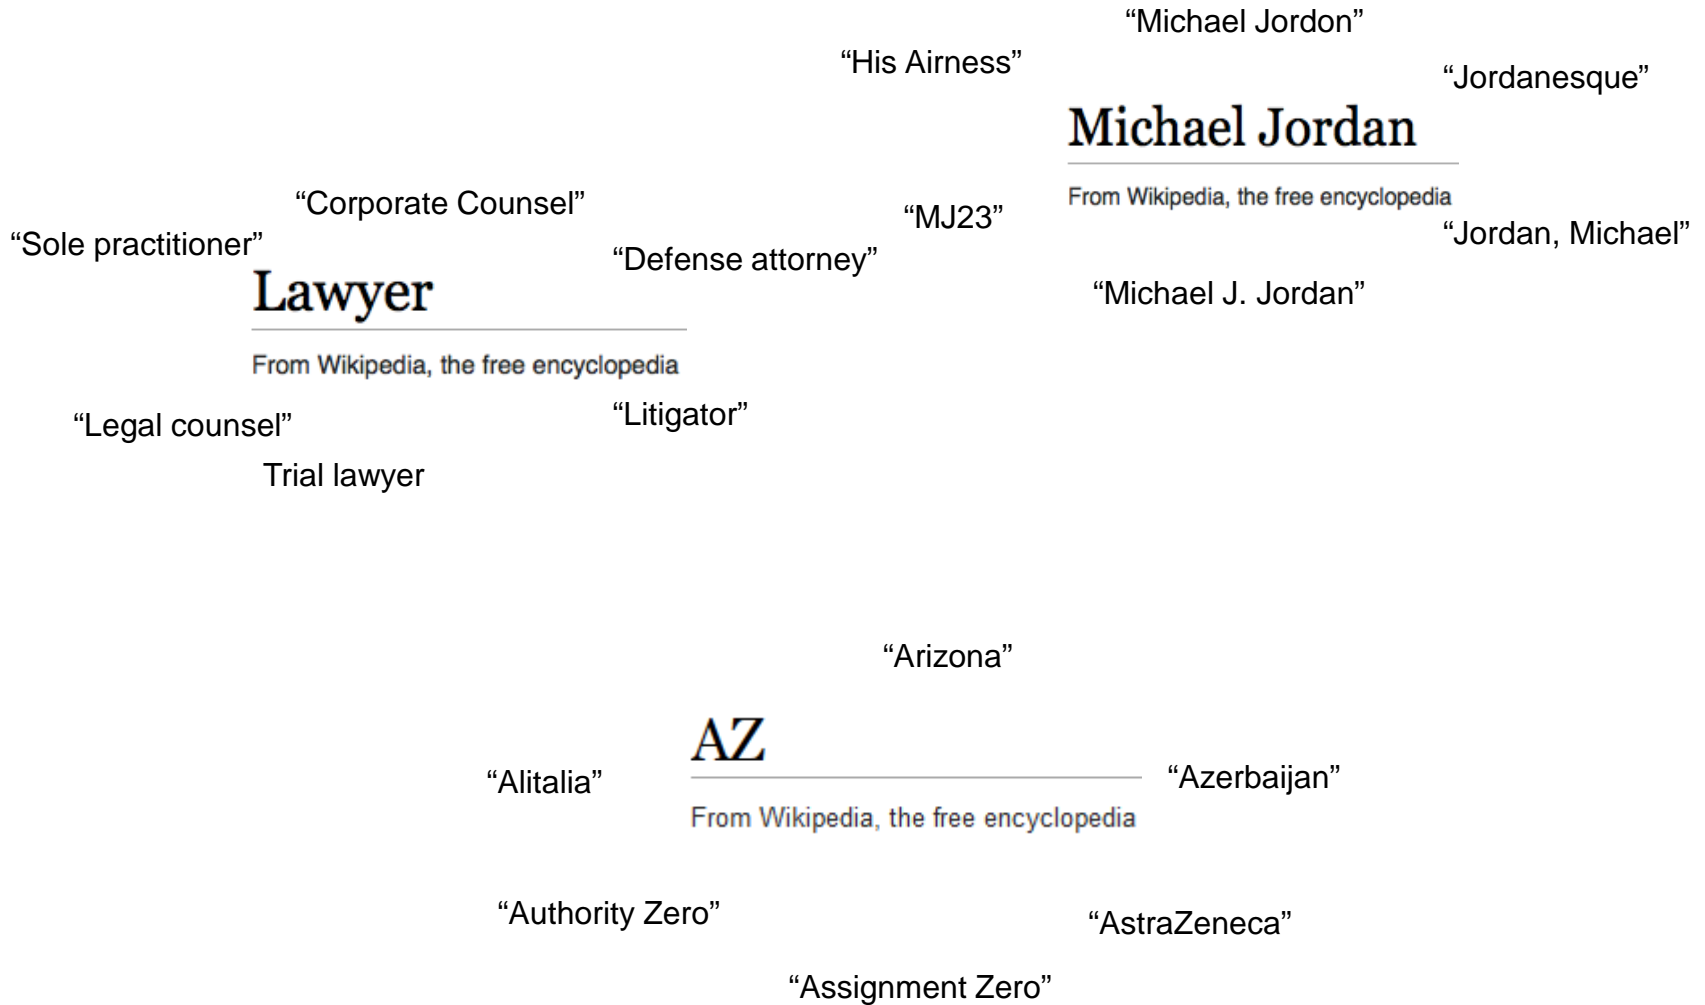 “Michael Jordon”
“His Airness”
“Jordanesque”
Michael Jordan
From Wikipedia, the free encyclopedia
“MJ23”
“Jordan, Michael”
“Michael J. Jordan”
“Corporate Counsel”
“Sole practitioner”
“Defense attorney”
Lawyer
From Wikipedia, the free encyclopedia
“Legal counsel”
“Litigator”
Trial lawyer
“Arizona”
AZ
“Alitalia”
“Azerbaijan”
From Wikipedia, the free encyclopedia
“Authority Zero”
“AstraZeneca”
“Assignment Zero”